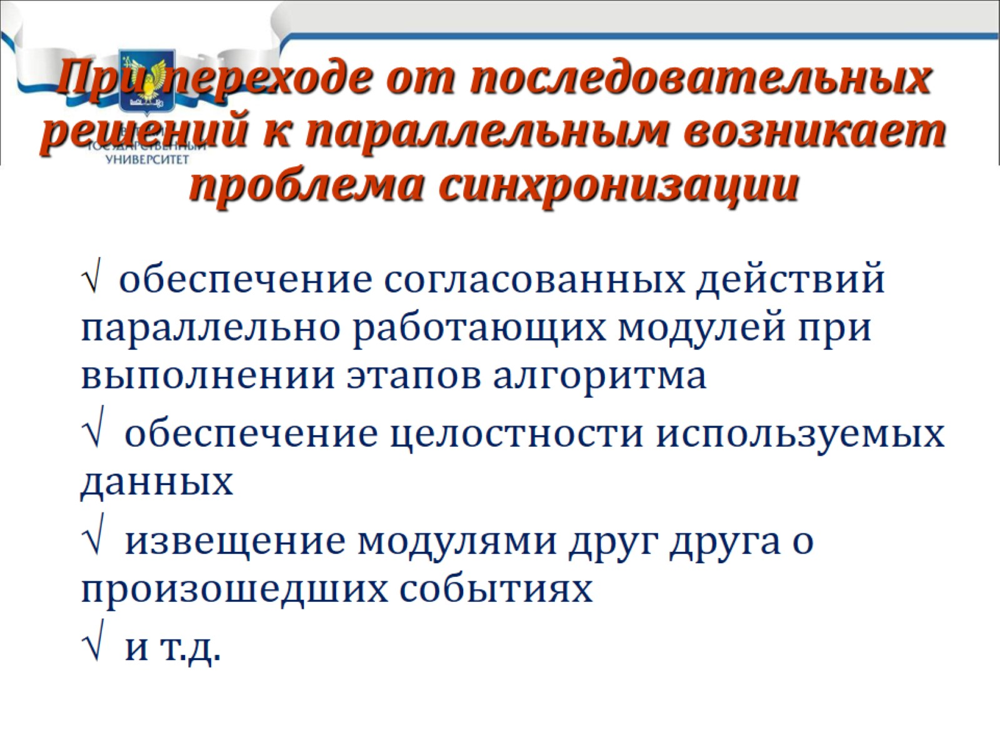 При переходе от последовательных
решений к параллельным возникает
проблема синхронизации
ГОСУДАРСТВЕННЫЙ
УНИВЕРСИТЕТ
√ обеспечение согласованных действий
параллельно работающих модулей при
выполнении этапов алгоритма
√ обеспечение целостности используемых
данных
√ извещение модулями друг друга о
произошедших событиях
√ и т.д.